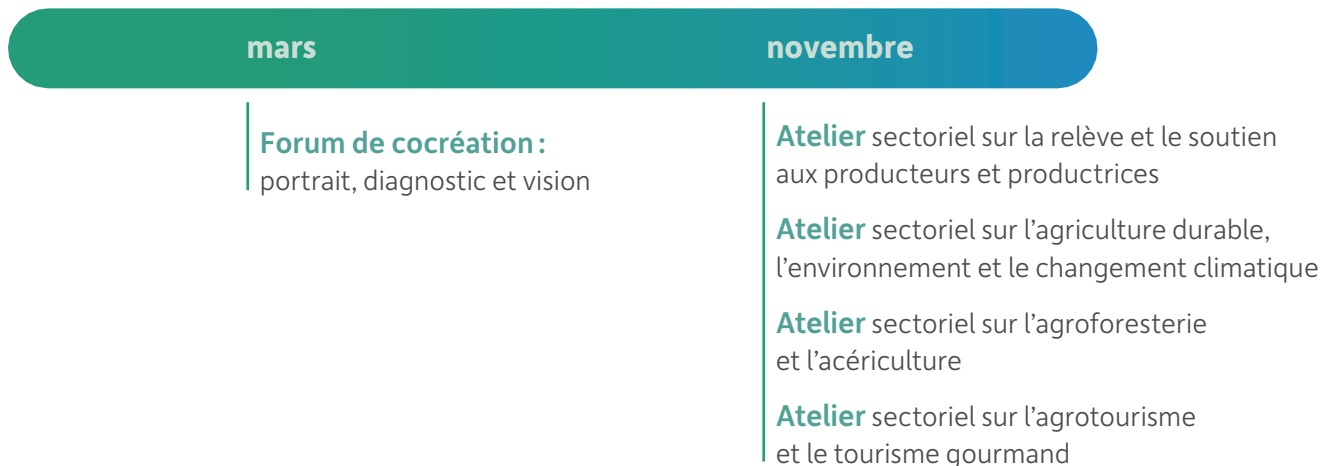 mars
novembre
Forum de cocréation :
portrait, diagnostic et vision
Atelier sectoriel sur la relève et le soutien
aux producteurs et productrices
Atelier sectoriel sur l’agriculture durable,
l’environnement et le changement climatique
Atelier sectoriel sur l’agroforesterie
et l’acériculture
Atelier sectoriel sur l’agrotourisme
et le tourisme gourmand